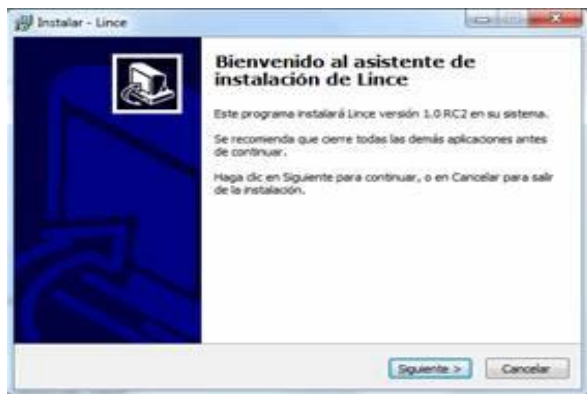 Instalar - Lince
Bienvenido al asistente de
instalación de Lince
Este programa instalará Lince versión 1.0 RC2 en su sistema.
Se recomienda que cierre todas las demás aplicaciones antes
de continuar.
Haga clic en Siguiente para continuar, o en Cancelar para salir
de la instalación.
Siguiente >
Cancelar